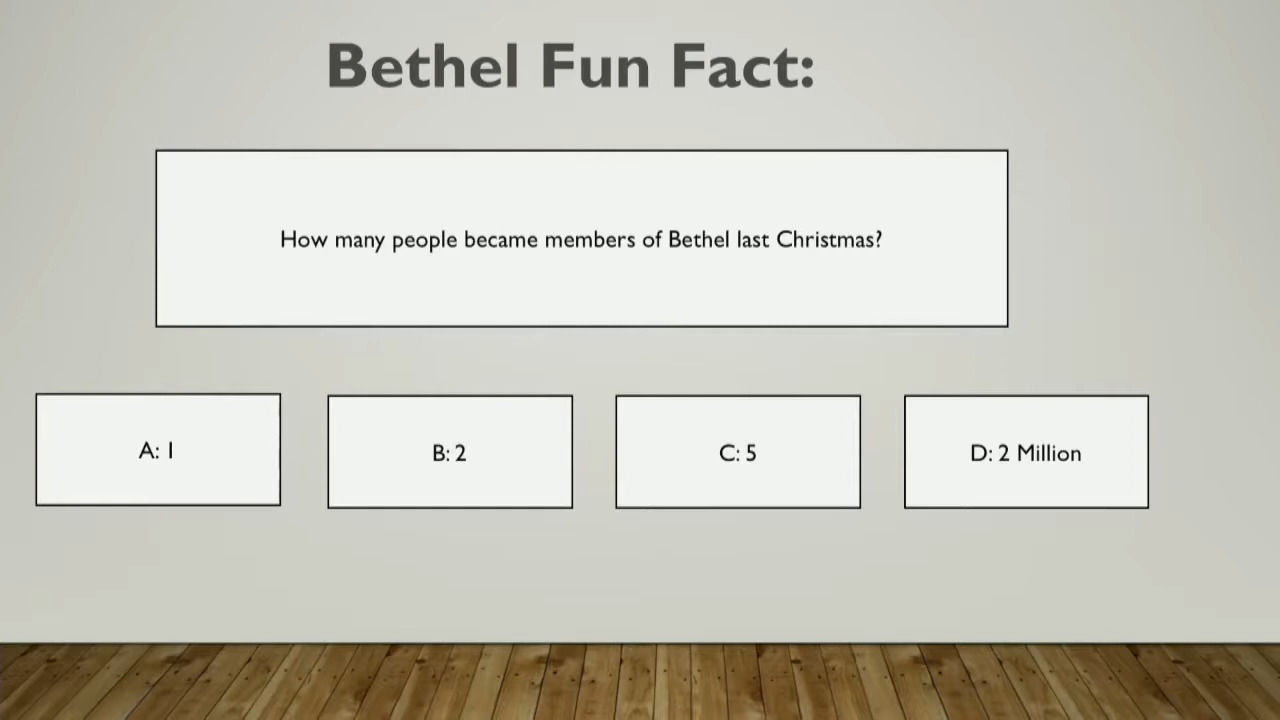 Bethel Fun Fact:
How many people became members of Bethel last Christmas?
A: 1
B: 2
C: 5
D: 2 Million